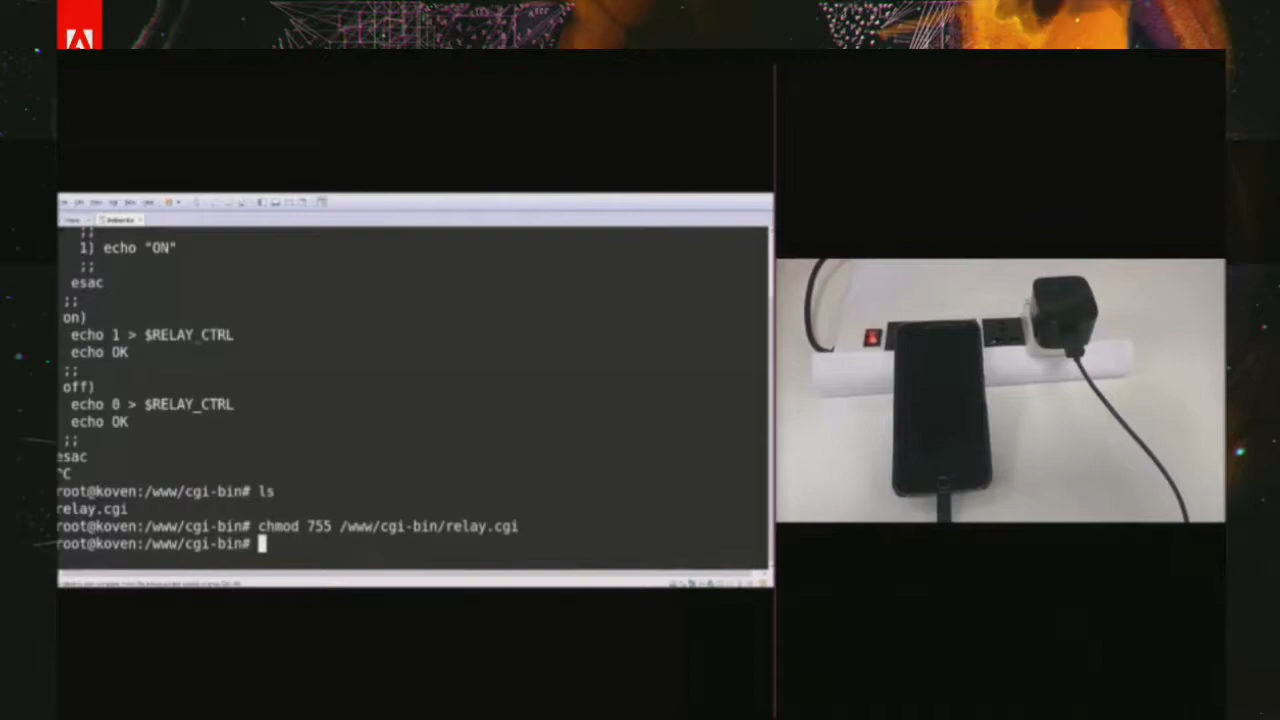 ;;
1) echo "ON"
;;
esac
;;
on)
echo 1 > $RELAY_CTRL
echo OK
;;
off)
echo 0 > $RELAY_CTRL
echo OK
;;
esac
^C
root@koven:/www/cgi-bin# ls
relay.cgi
root@koven:/www/cgi-bin# chmod 755 /www/cgi-bin/relay.cgi
root@koven:/www/cgi-bin#